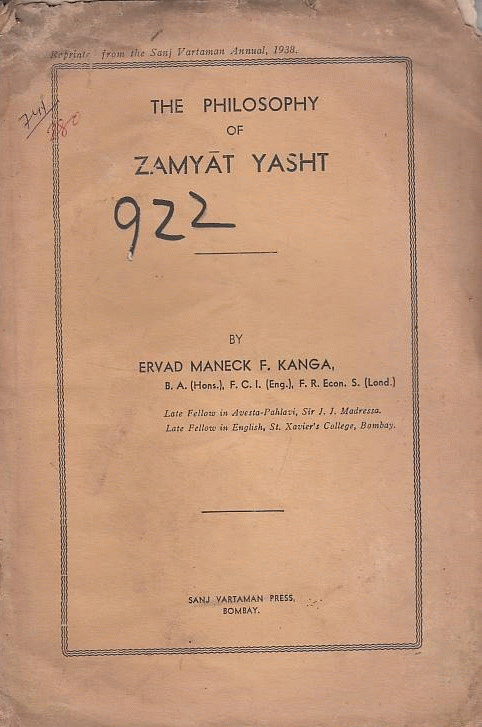 Reprint from the Sanj Vartaman Annual, 1938.
741
280
THE PHILOSOPHY
OF
ZAMYĀT YASHT
922
BY
ERVAD MANECK F. KANGA,
B. A. (Hons.), F. C. I. (Eng.), F. R. Econ. S. (Lond.)
Late Fellow in Avesta-Pahlavi, Sir J. J. Madressa.
Late Fellow in English, St. Xavier's College, Bombay.
SANJ VARTAMAN PRESS,
BOMBAY.